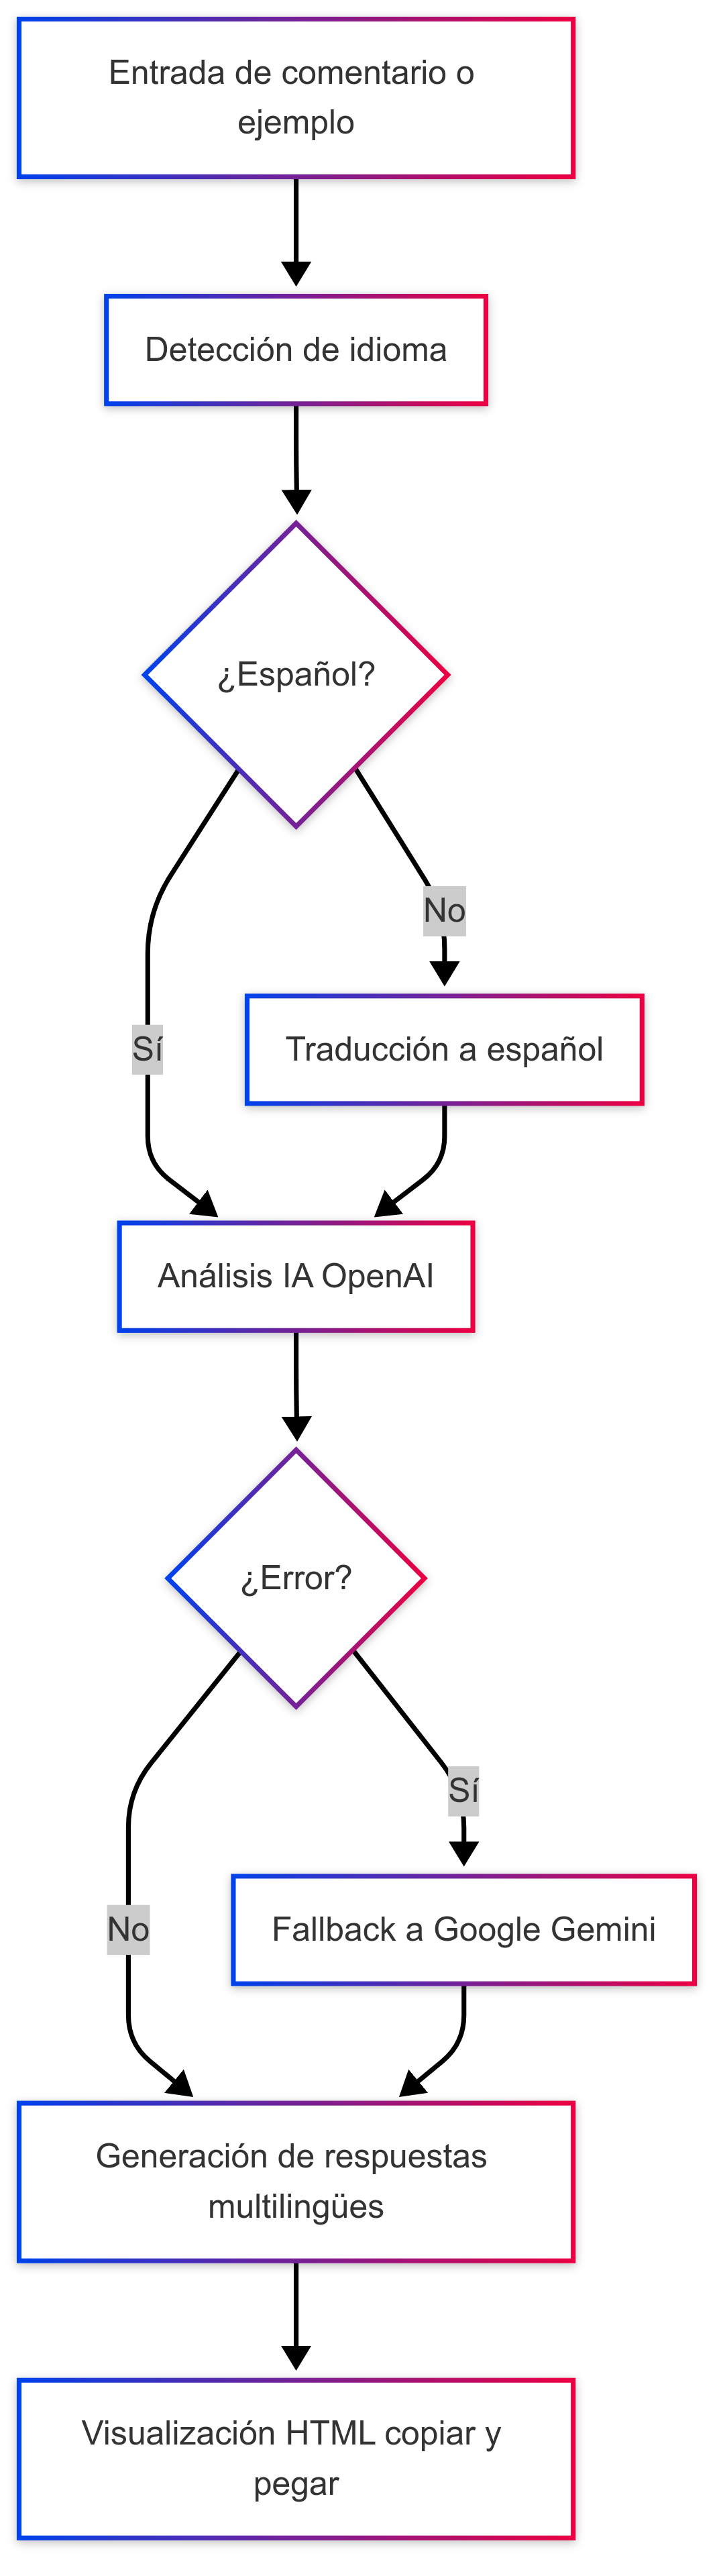 Entrada de comentario o
ejemplo
Detección de idioma
¿Español?
No
Sí
Traducción a español
Análisis IA OpenAI
¿Error?
Sí
No
Fallback a Google Gemini
Generación de respuestas
multilingües
Visualización HTML copiar y
pegar